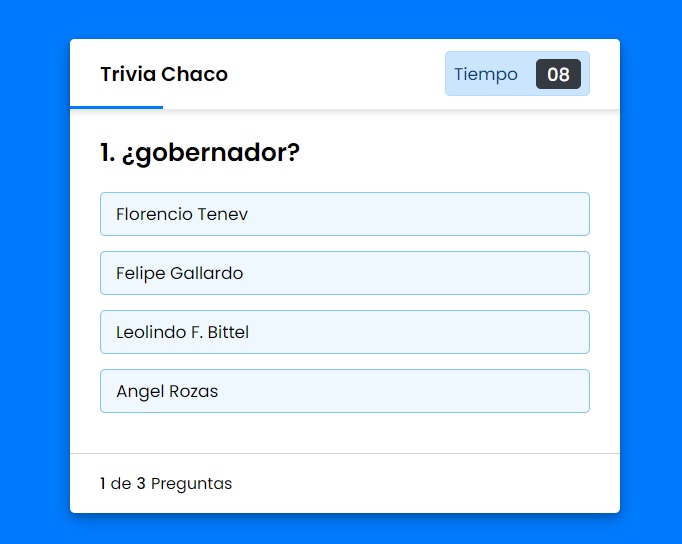 Trivia Chaco
Tiempo 08
1. ¿gobernador?
Florencio Tenev
Felipe Gallardo
Leolindo F. Bittel
Angel Rozas
1 de 3 Preguntas